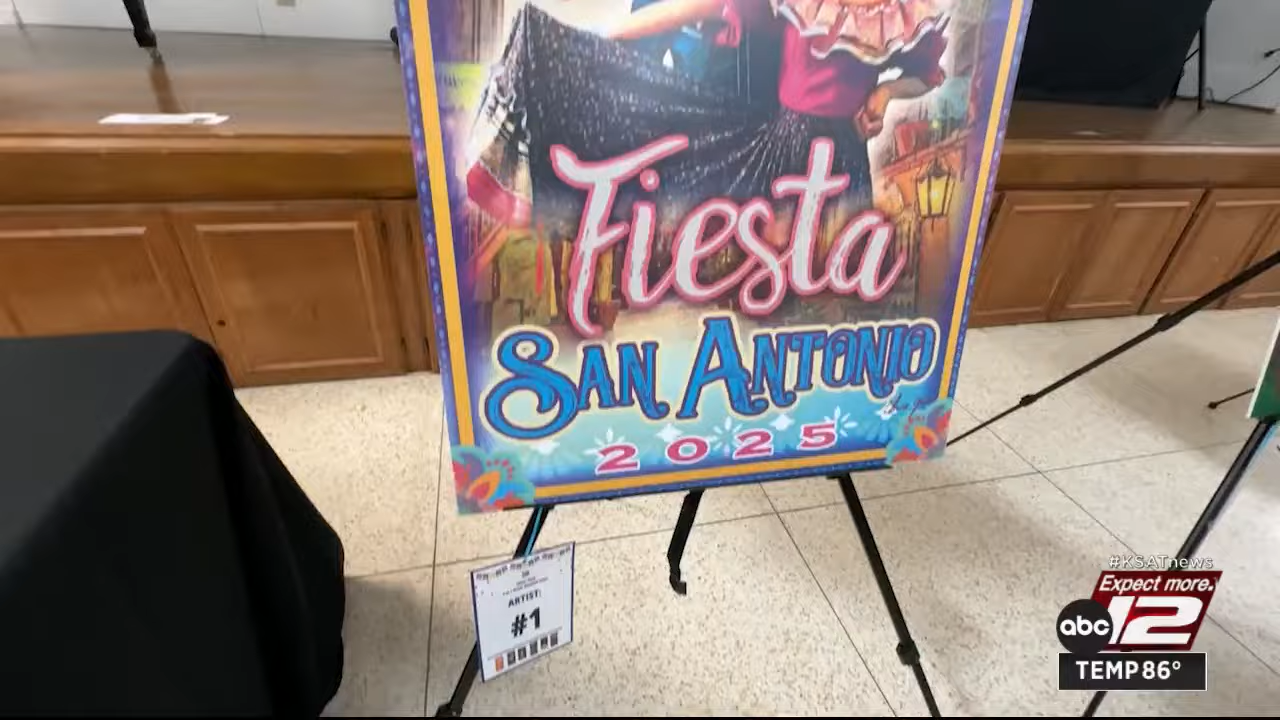 Fiesta
SAN ANTONIO
2025
ARTIST:
#1
#KSATnews
Expect more.
abc 12
TEMP 86°